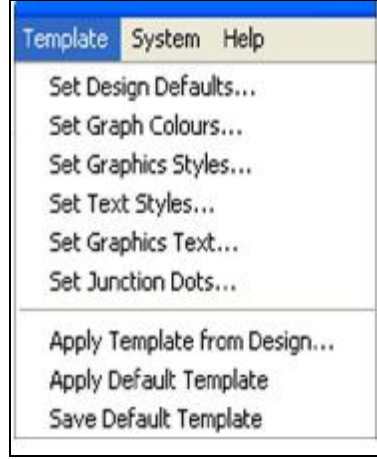 Template System Help
Set Design Defaults...
Set Graph Colours...
Set Graphics Styles...
Set Text Styles...
Set Graphics Text...
Set Junction Dots...
Apply Template from Design...
Apply Default Template
Save Default Template